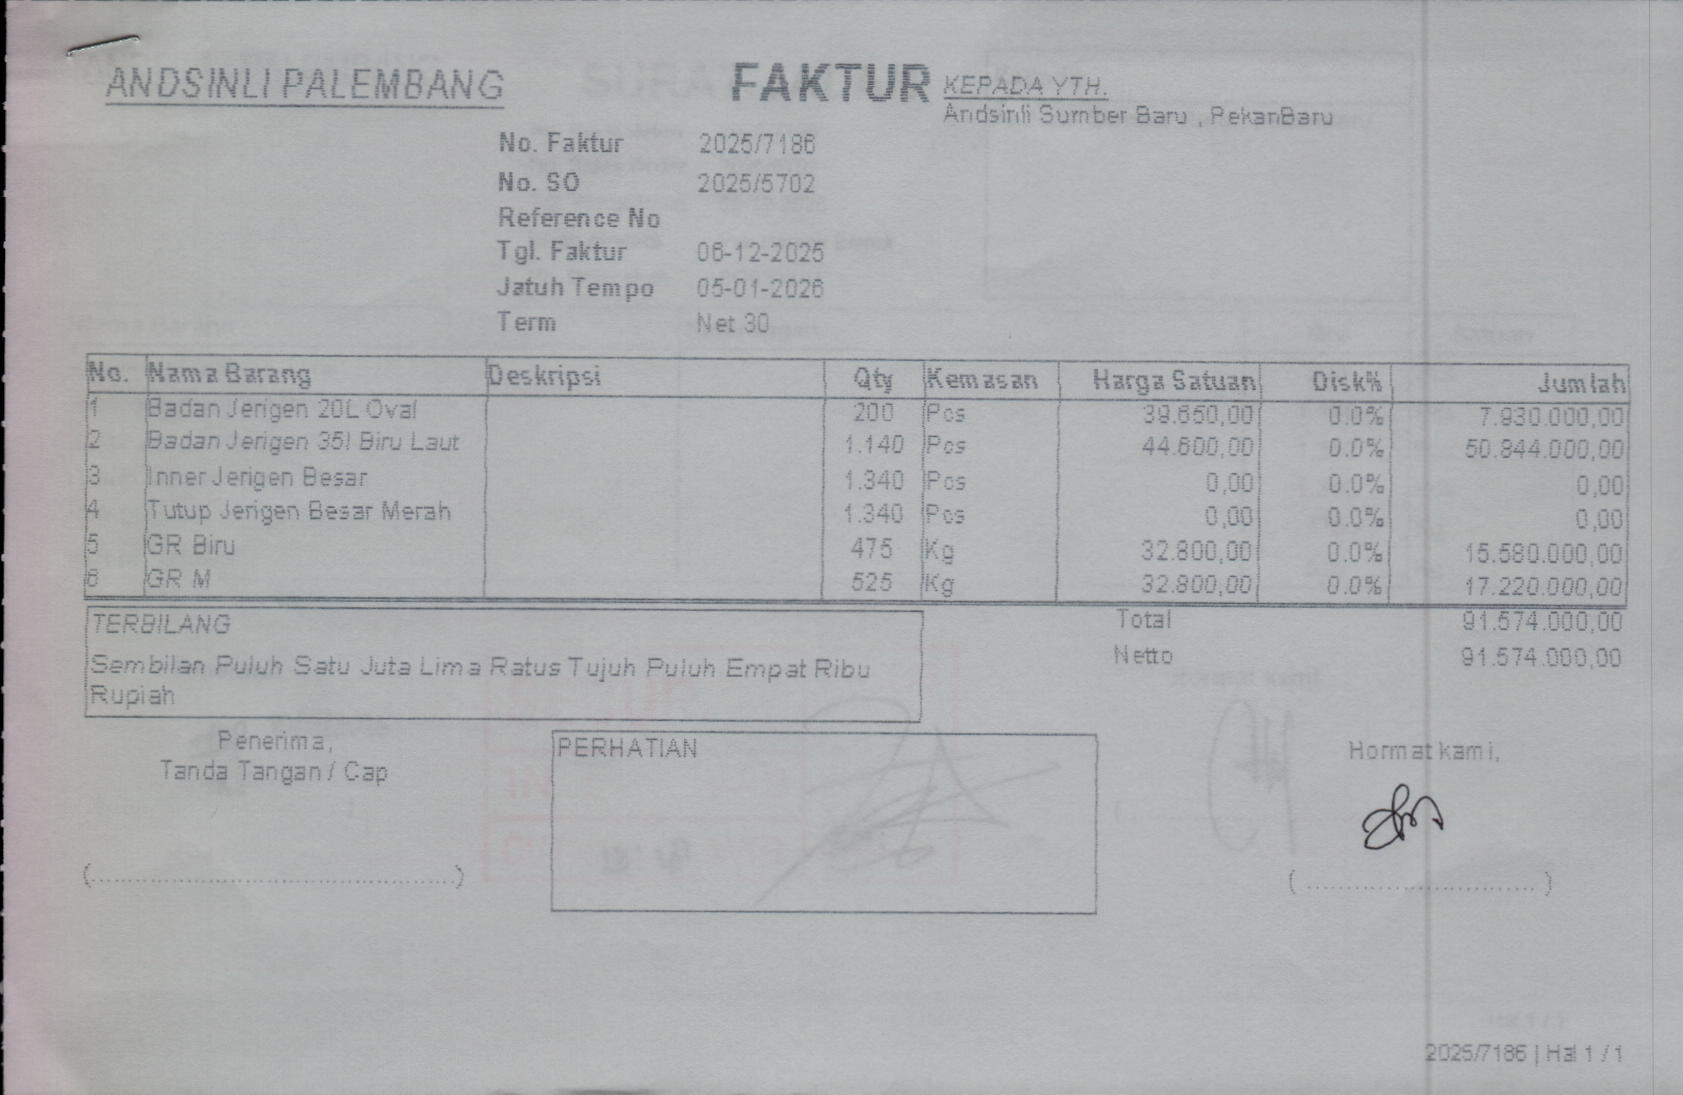 ANDSINLI PALEMBANG
FAKTUR
KEPADA YTH.
Andsinli Sumber Baru , PekanBaru
No. Faktur 2025/7186
No. SO 2025/5702
Reference No
Tgl. Faktur 06-12-2025
Jatuh Tempo 05-01-2026
Term Net 30
No. Nama Barang Deskripsi Qty Kemasan Harga Satuan Disk% Jumlah
1 Badan Jerigen 20L Oval 200 Pcs 39.650,00 0.0% 7.930.000,00
2 Badan Jerigen 35l Biru Laut 1.140 Pcs 44.600,00 0.0% 50.844.000,00
3 Inner Jerigen Besar 1.340 Pcs 0,00 0.0% 0,00
4 Tutup Jerigen Besar Merah 1.340 Pcs 0,00 0.0% 0,00
5 GR Biru 475 Kg 32.800,00 0.0% 15.580.000,00
6 GR M 525 Kg 32.800,00 0.0% 17.220.000,00
Total 91.574.000,00
Netto 91.574.000,00
TERBILANG
Sembilan Puluh Satu Juta Lima Ratus Tujuh Puluh Empat Ribu
Rupiah
Penerima,
Tanda Tangan / Cap
(..................................................)
PERHATIAN
Hormat kami,
( ............................... )
2025/7186 | Hal 1 / 1